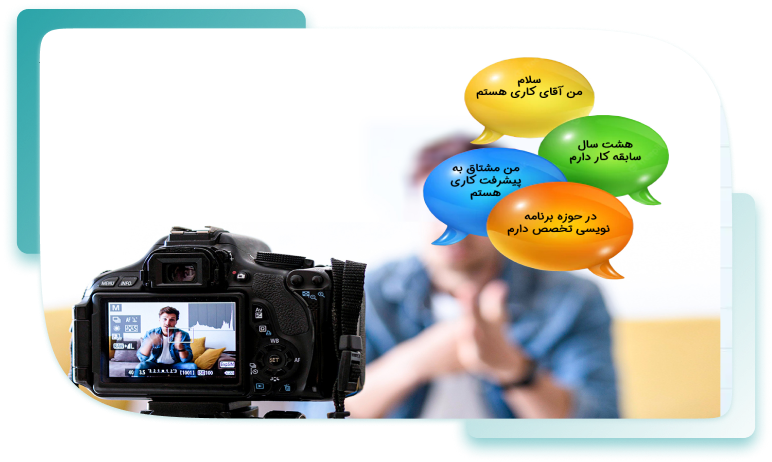 سلام
من آقای کاری هستم
هشت سال
سابقه کار دارم
من مشتاق به
پیشرفت کاری
هستم
در حوزه برنامه
نویسی تخصص دارم
MENU
INFO
M
Av
WB
AF
SET